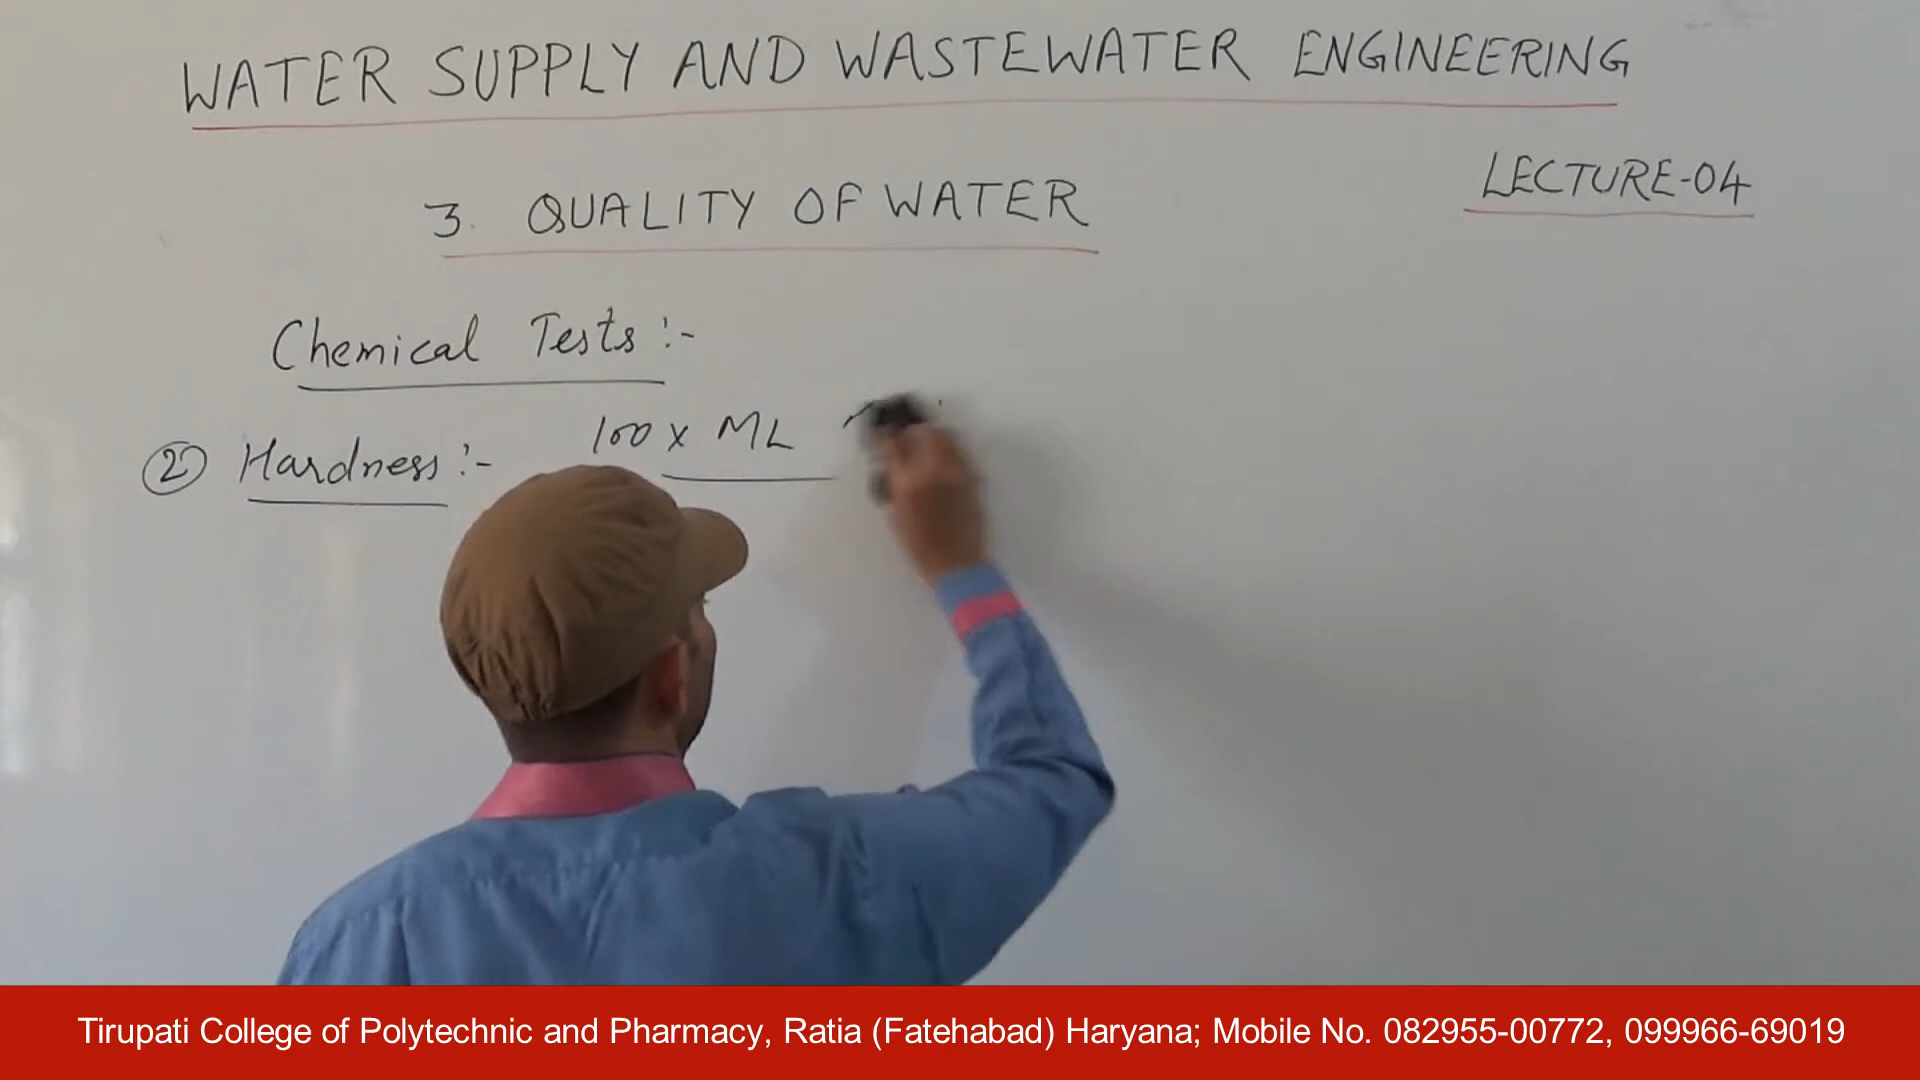 WATER SUPPLY AND WASTEWATER ENGINEERING
LECTURE-04
3. QUALITY OF WATER
Chemical Tests :-
② Hardness :- 100 x ML
Tirupati College of Polytechnic and Pharmacy, Ratia (Fatehabad) Haryana; Mobile No. 082955-00772, 099966-69019